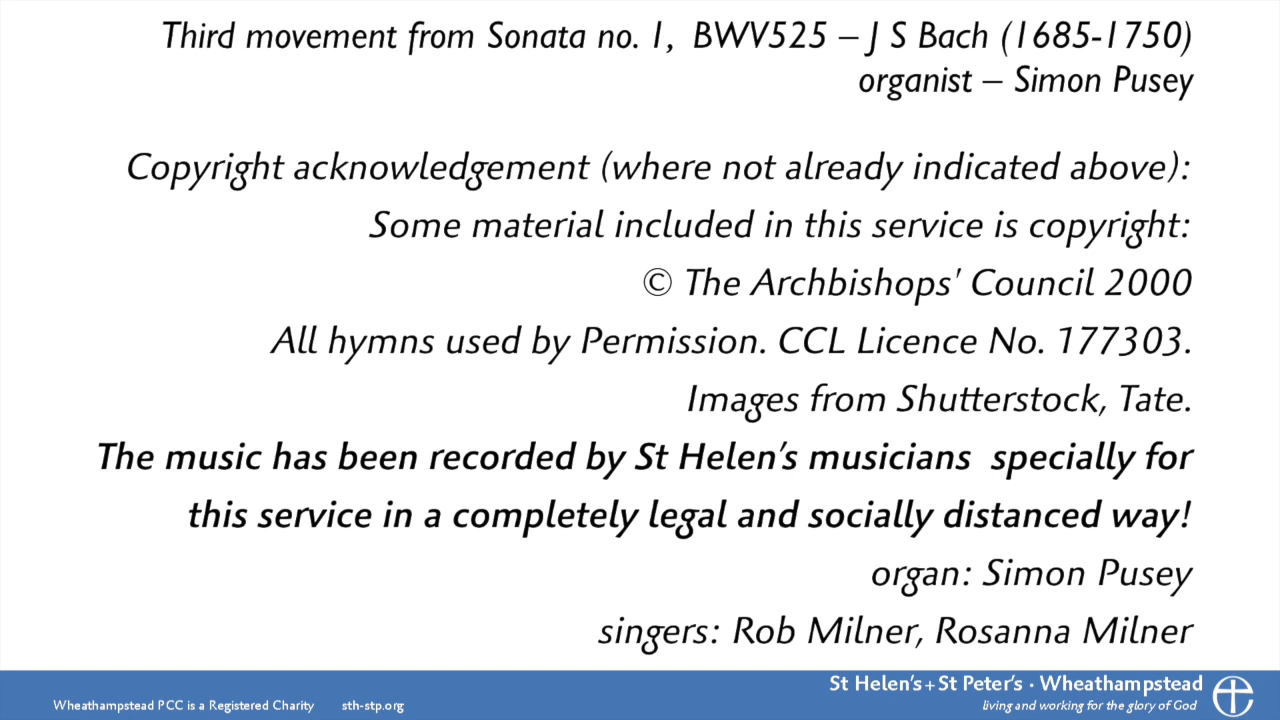 Third movement from Sonata no. 1, BWV525 – J S Bach (1685-1750)
organist – Simon Pusey
Copyright acknowledgement (where not already indicated above):
Some material included in this service is copyright:
© The Archbishops' Council 2000
All hymns used by Permission. CCL Licence No. 177303.
Images from Shutterstock, Tate.
The music has been recorded by St Helen's musicians specially for
this service in a completely legal and socially distanced way!
organ: Simon Pusey
singers: Rob Milner, Rosanna Milner
St Helen's + St Peter's · Wheathampstead
Wheathampstead PCC is a Registered Charity sth-stp.org living and working for the glory of God